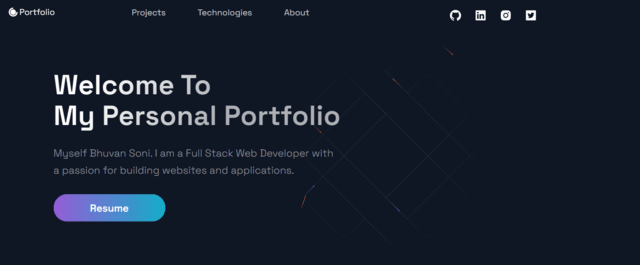 Portfolio
Projects
Technologies
About
Welcome To
My Personal Portfolio
Myself Bhuvan Soni. I am a Full Stack Web Developer with
a passion for building websites and applications.
Resume